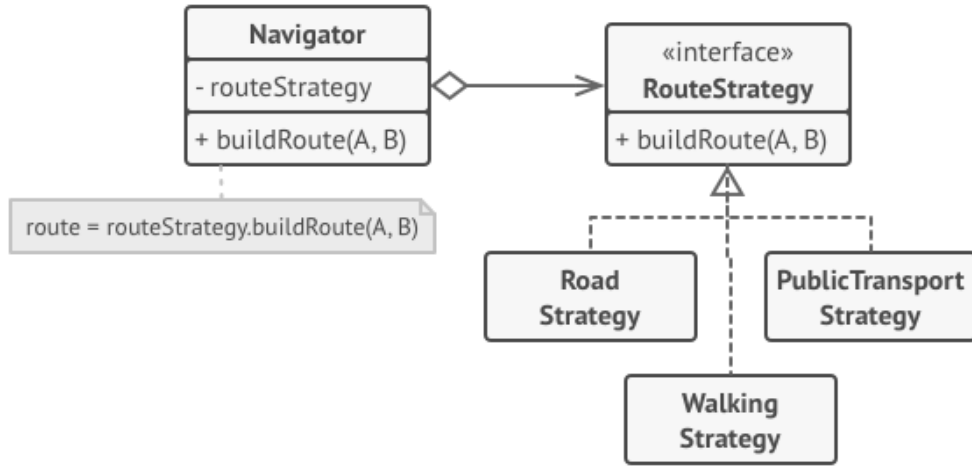 Navigator
- routeStrategy
+ buildRoute(A, B)
route = routeStrategy.buildRoute(A, B)
«interface»
RouteStrategy
+ buildRoute(A, B)
Road
Strategy
PublicTransport
Strategy
Walking
Strategy